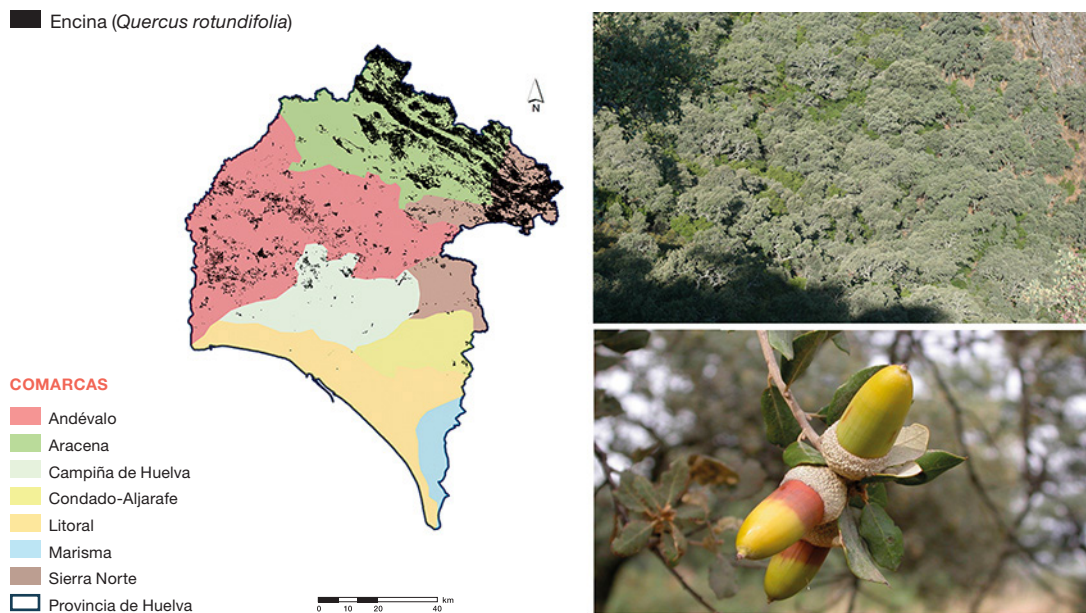 Encina (Quercus rotundifolia)
N
COMARCAS
Andévalo
Aracena
Campiña de Huelva
Condado-Aljarafe
Litoral
Marisma
Sierra Norte
Provincia de Huelva
km
0 10 20 40